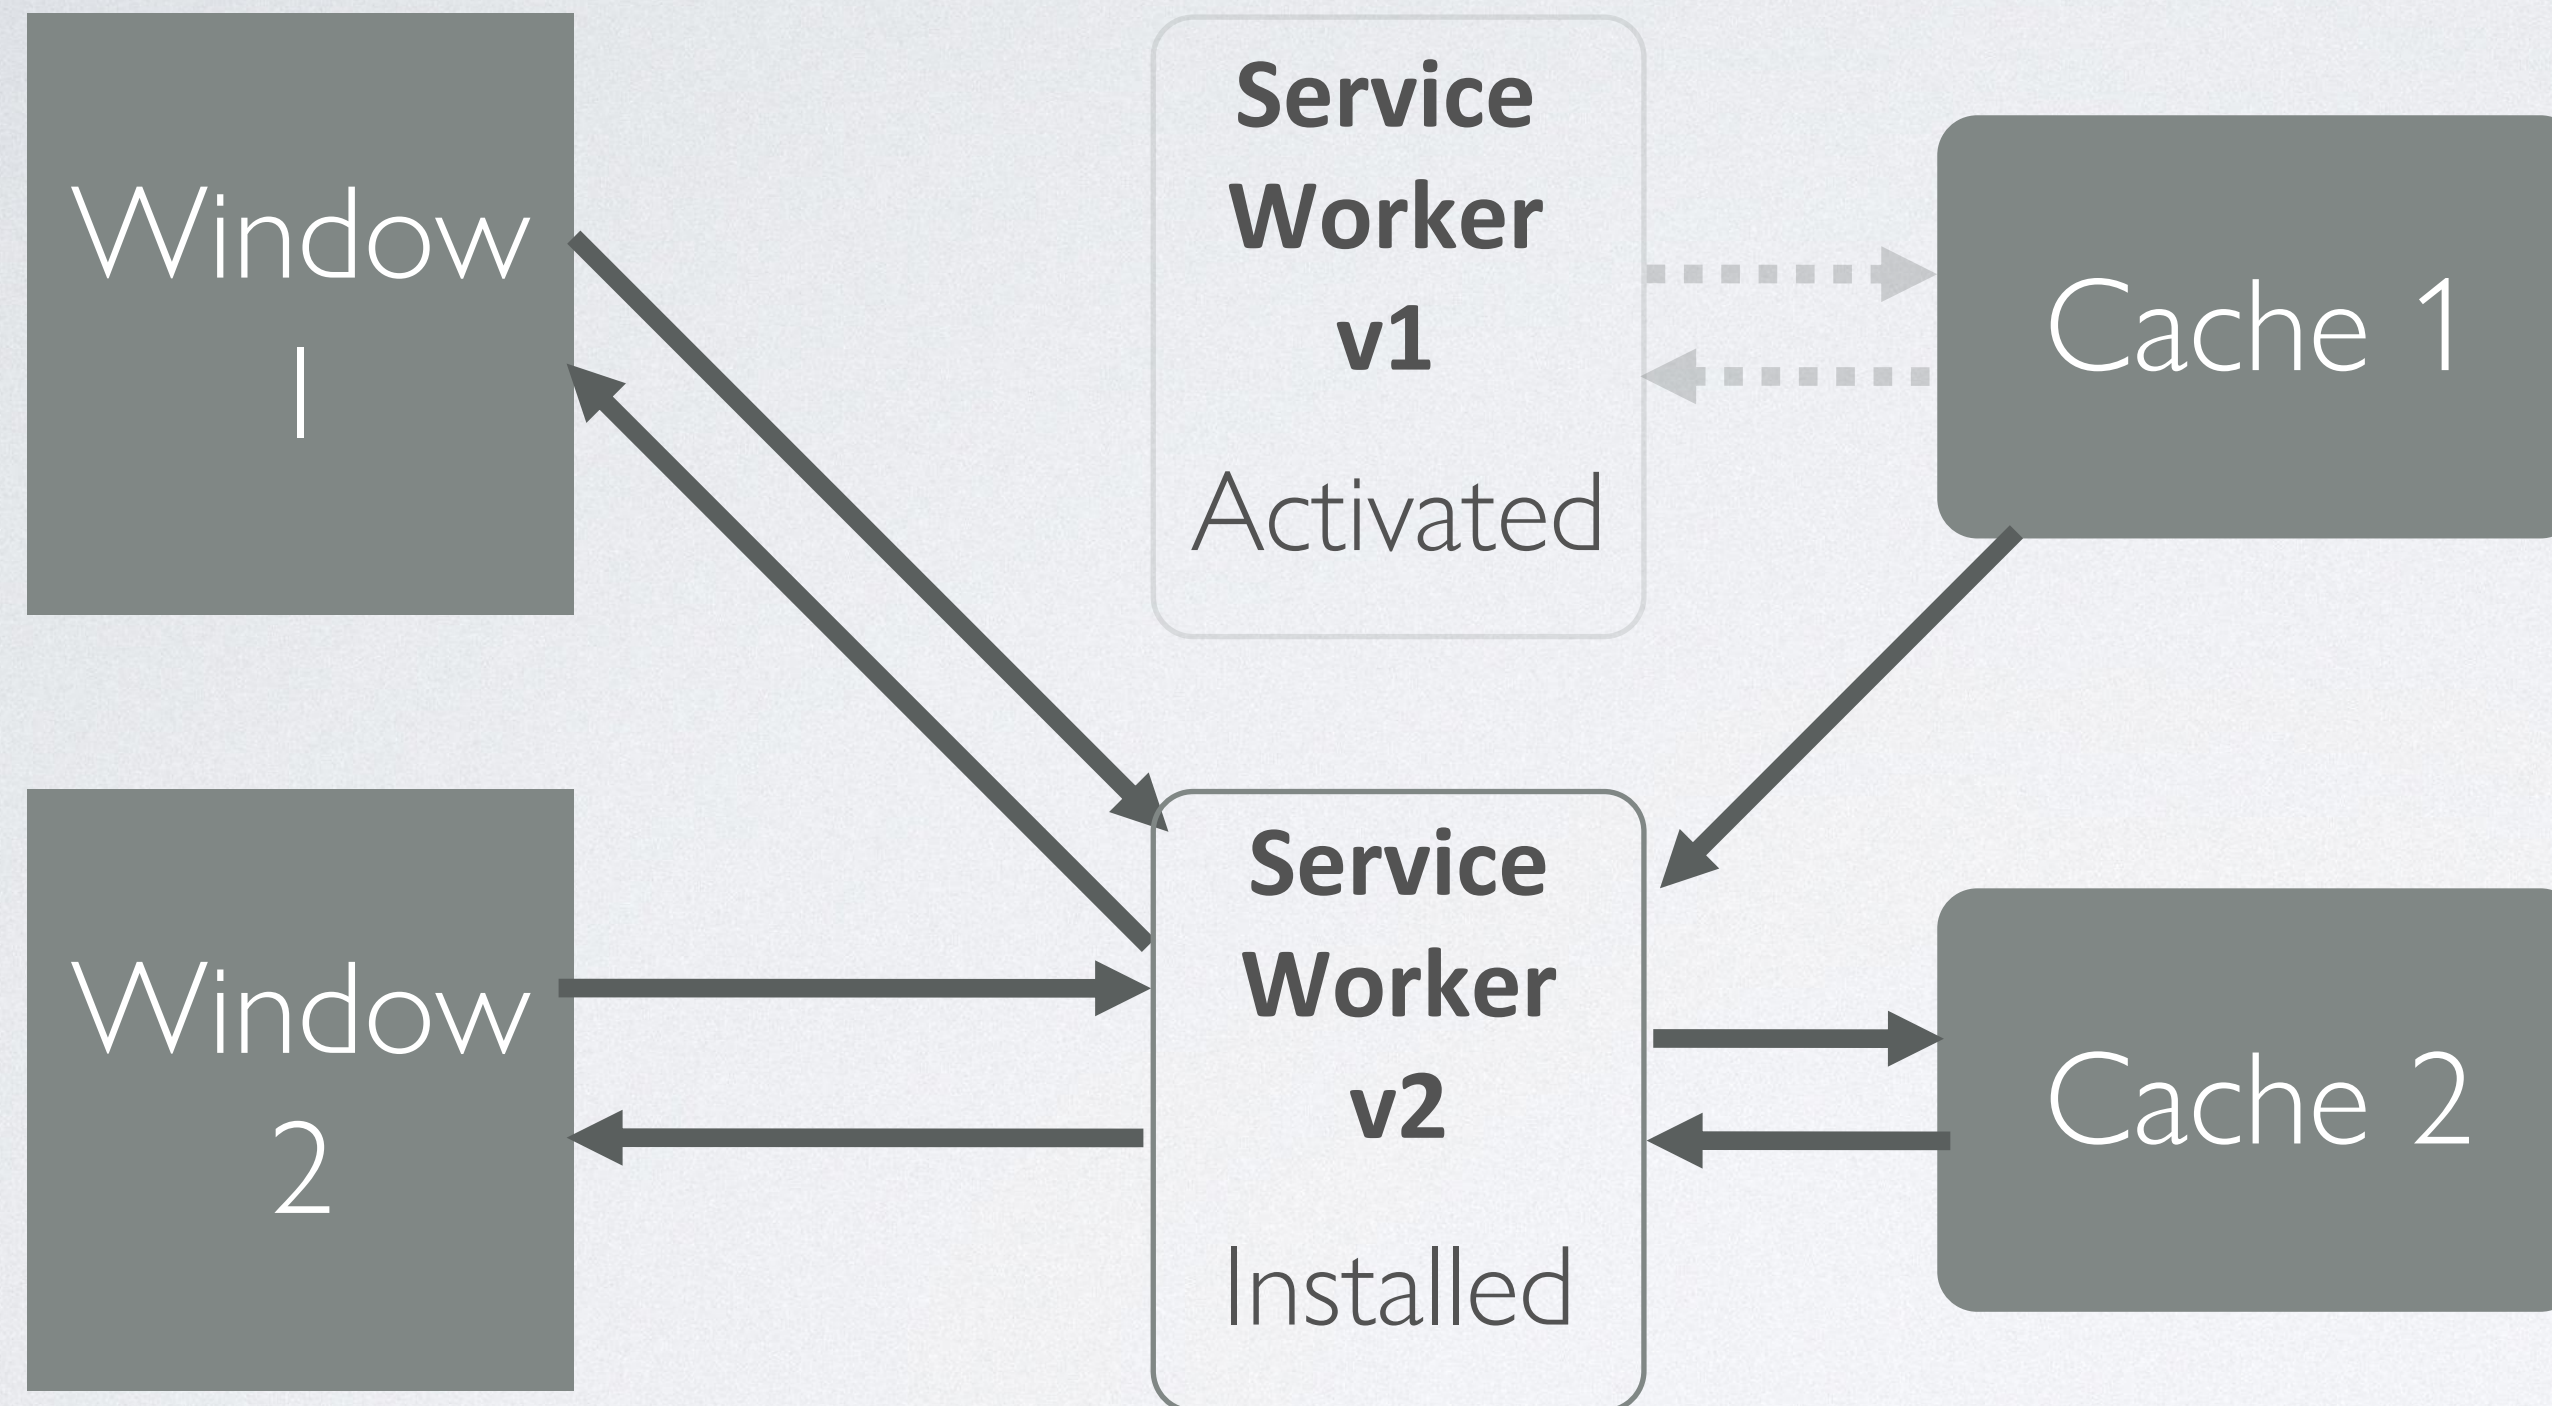 Window
1
Service
Worker
v1
Activated
Cache 1
Window
2
Service
Worker
v2
Installed
Cache 2